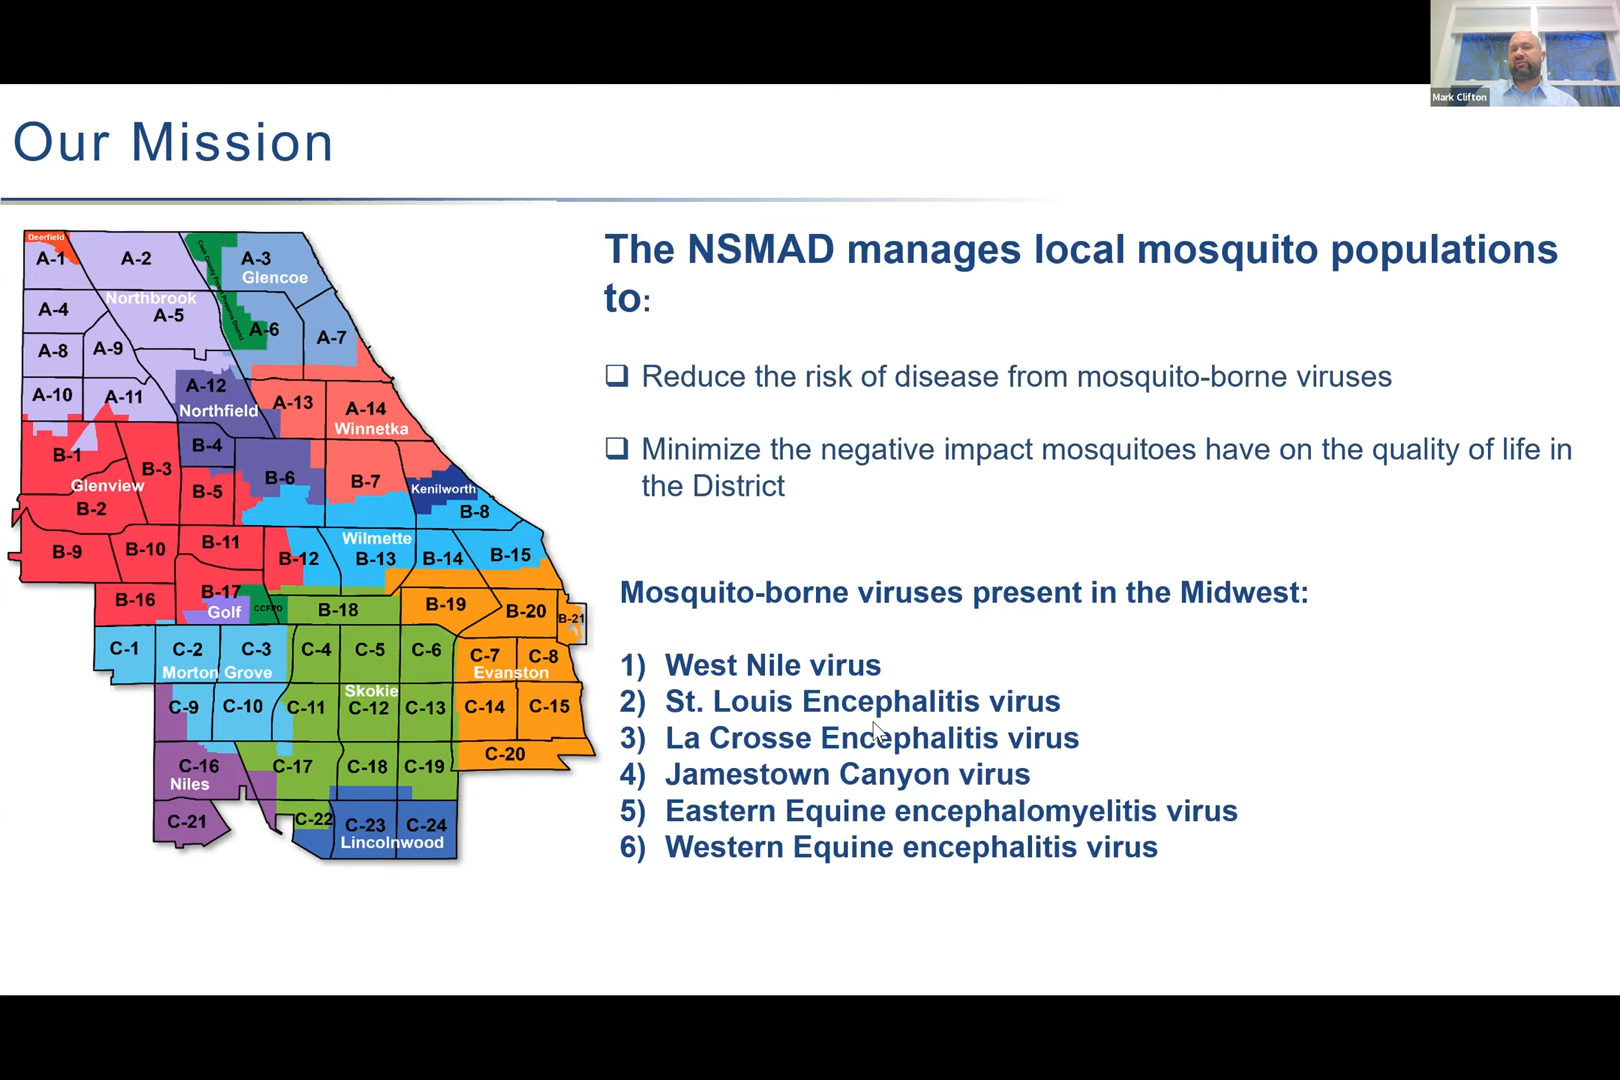 Mark Clifton
Our Mission
The NSMAD manages local mosquito populations
to:
❑ Reduce the risk of disease from mosquito-borne viruses
❑ Minimize the negative impact mosquitoes have on the quality of life in
the District
Mosquito-borne viruses present in the Midwest:
1) West Nile virus
2) St. Louis Encephalitis virus
3) La Crosse Encephalitis virus
4) Jamestown Canyon virus
5) Eastern Equine encephalomyelitis virus
6) Western Equine encephalitis virus
Deerfield
A-1
A-2
Cook County Forest Preserve District
A-3
Glencoe
Northbrook
A-4
A-5
A-6
A-7
A-8
A-9
A-10
A-11
A-12
Northfield
A-13
A-14
Winnetka
B-1
B-3
B-4
Glenview
B-2
B-5
B-6
B-7
Kenilworth
B-8
B-9
B-10
B-11
Wilmette
B-12
B-13
B-14
B-15
B-16
B-17
Golf
CCFPD
B-18
B-19
B-20
B-21
C-1
C-2
C-3
Morton Grove
C-4
C-5
C-6
C-7
C-8
Evanston
Skokie
C-9
C-10
C-11
C-12
C-13
C-14
C-15
C-16
Niles
C-17
C-18
C-19
C-20
C-21
C-22
C-23
C-24
Lincolnwood